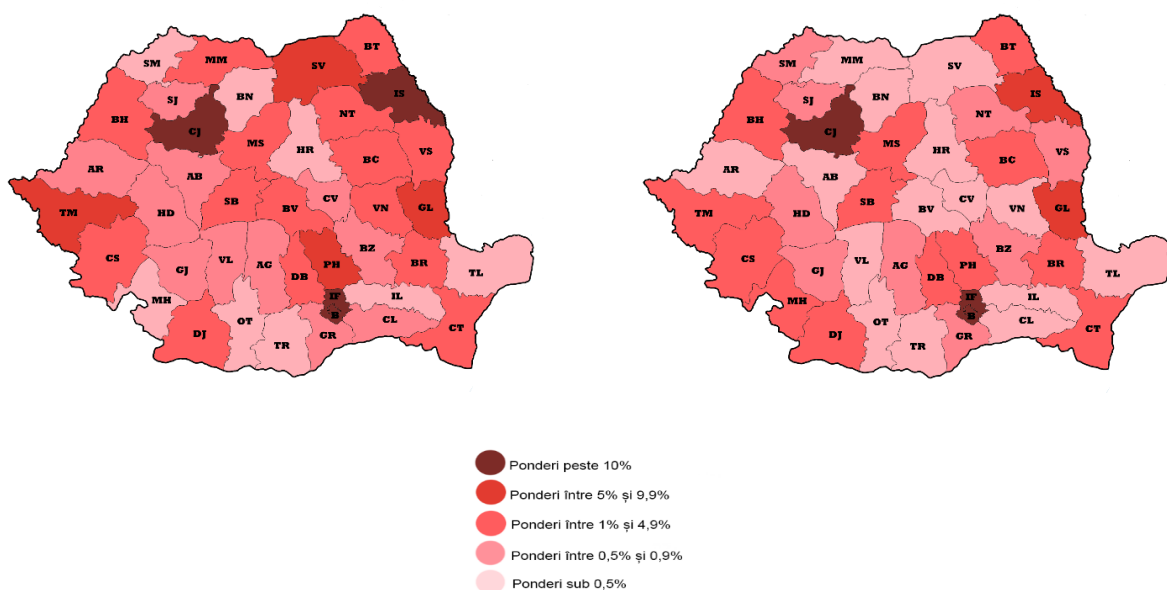 BT
SM
MM
SV
IS
BN
SJ
NT
BH
CJ
MS
HR
VS
BC
AR
AB
CV
SB
BV
VN
GL
TM
HD
BZ
CS
VL
PH
GJ
AG
DB
BR
TL
MH
IF
IL
B
OT
DJ
TR
GR
CL
CT
BT
SM
MM
SV
IS
BN
SJ
NT
BH
CJ
MS
HR
VS
BC
AR
AB
CV
SB
BV
VN
GL
TM
HD
BZ
CS
VL
PH
GJ
AG
DB
BR
TL
MH
IF
IL
B
OT
DJ
TR
GR
CL
CT
Ponderi peste 10%
Ponderi între 5% și 9,9%
Ponderi între 1% și 4,9%
Ponderi între 0,5% și 0,9%
Ponderi sub 0,5%